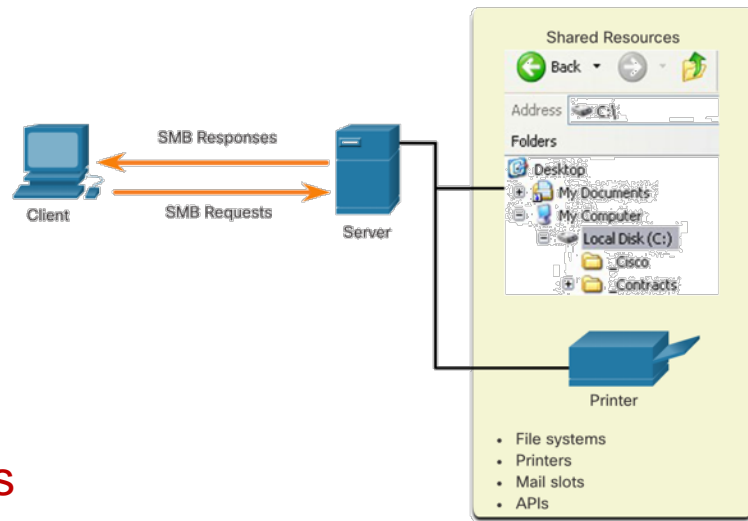 Shared Resources
Back
Address C:\
Folders
Desktop
My Documents
My Computer
Local Disk (C:)
_Cisco
_Contracts
SMB Responses
SMB Requests
Client
Server
Printer
• File systems
• Printers
• Mail slots
• APIs
s